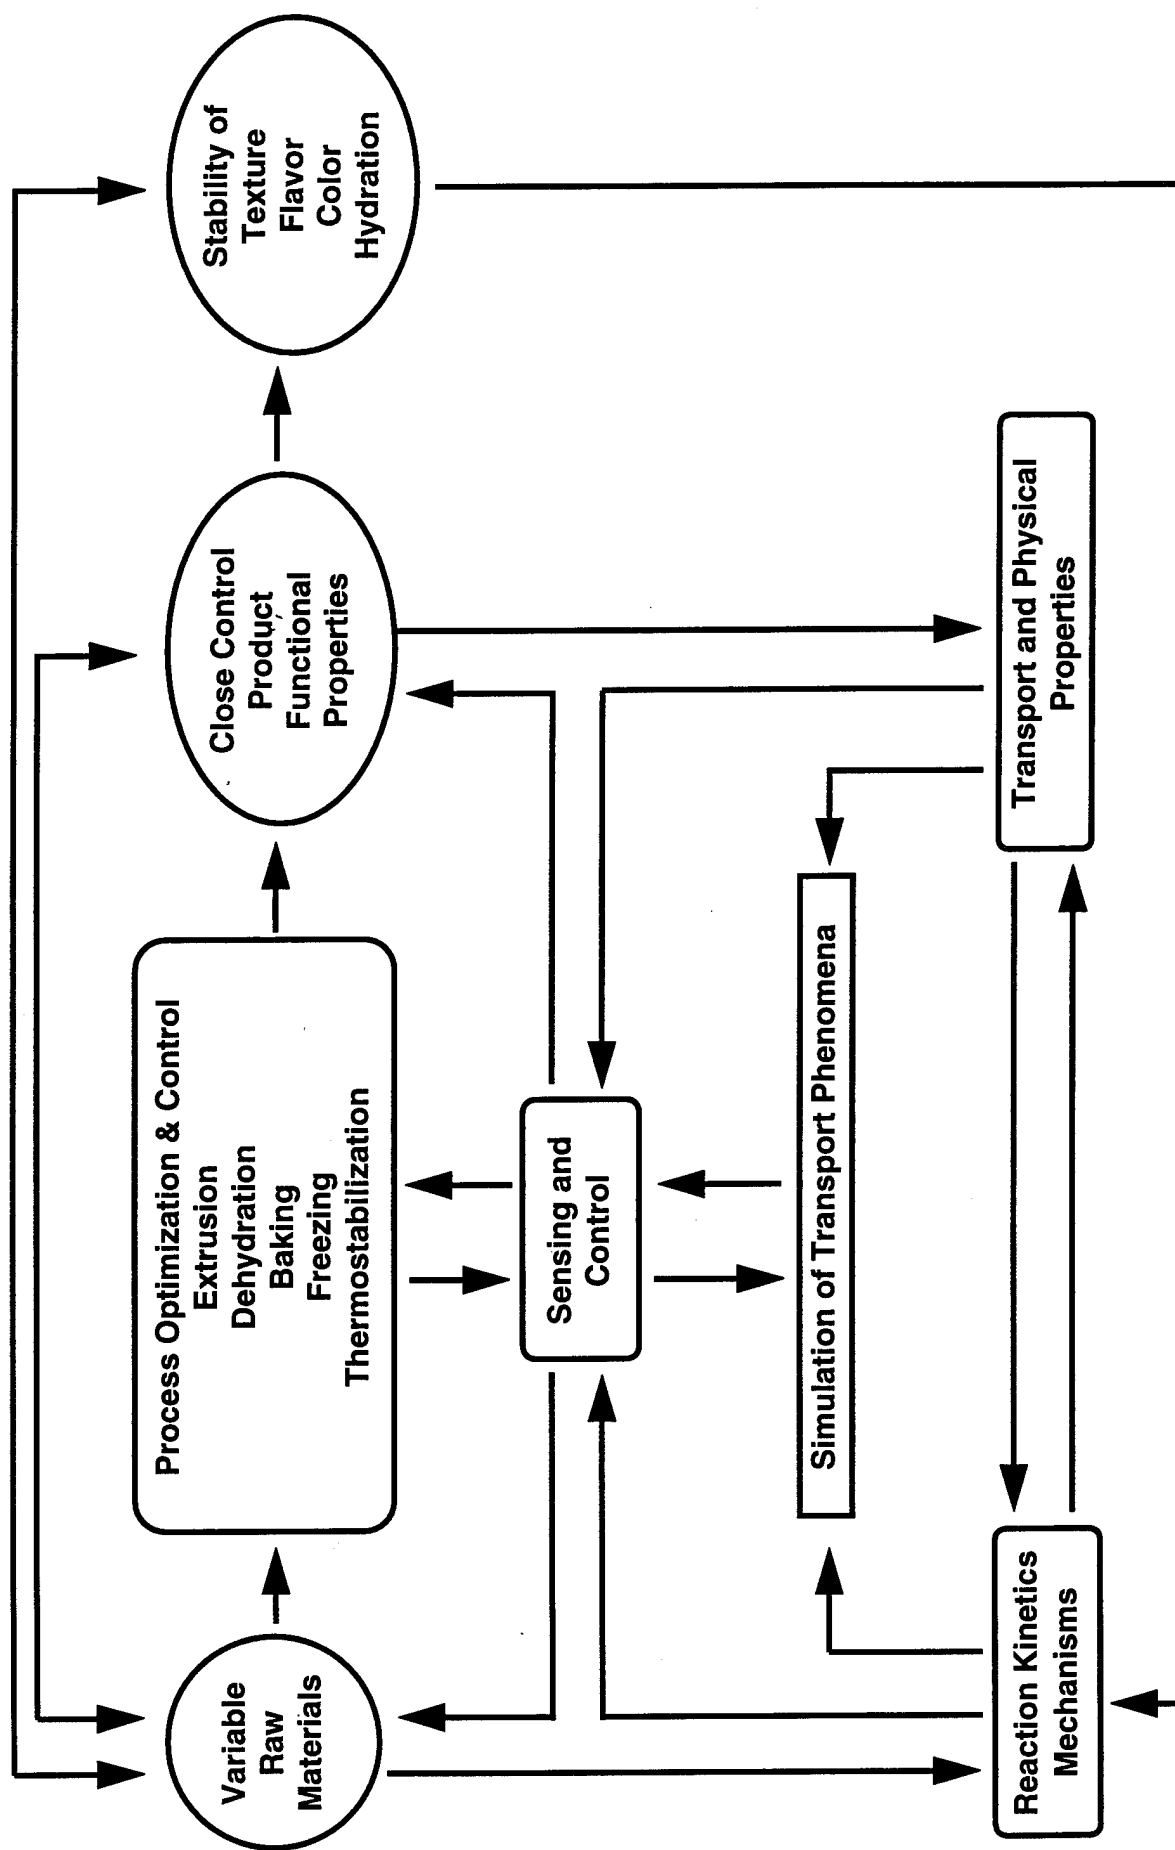 Variable
Raw
Materials
Process Optimization & Control
Extrusion
Dehydration
Baking
Freezing
Thermostabilization
Close Control
Product
Functional
Properties
Stability of
Texture
Flavor
Color
Hydration
Sensing and
Control
Simulation of Transport Phenomena
Reaction Kinetics
Mechanisms
Transport and Physical
Properties